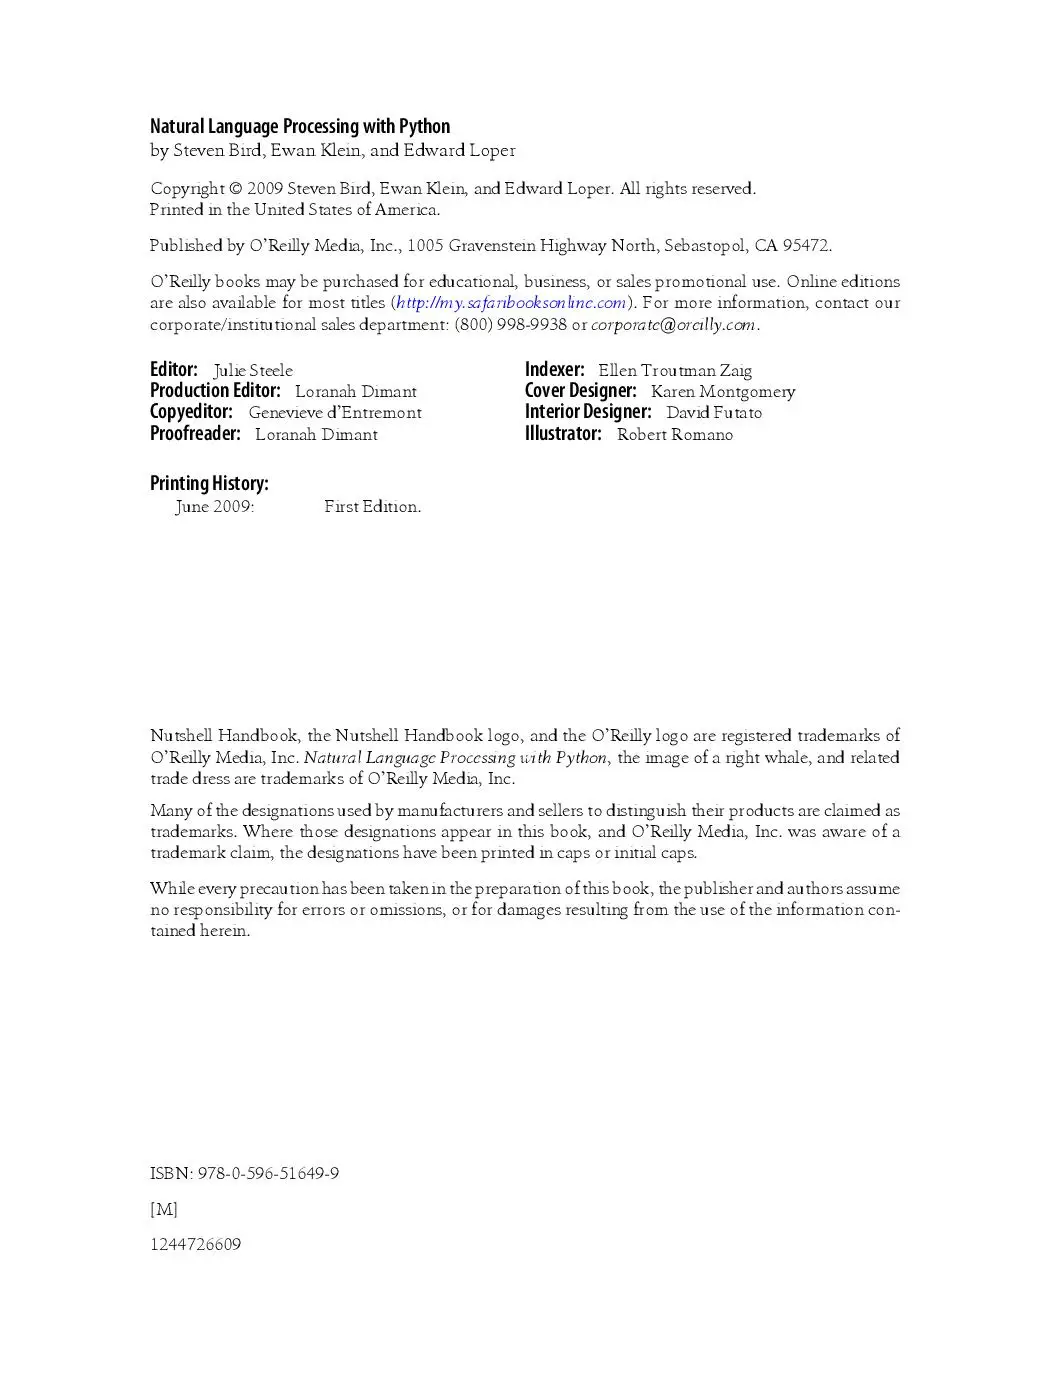 Natural Language Processing with Python
by Steven Bird, Ewan Klein, and Edward Loper
Copyright © 2009 Steven Bird, Ewan Klein, and Edward Loper. All rights reserved.
Printed in the United States of America.
Published by O’Reilly Media, Inc., 1005 Gravenstein Highway North, Sebastopol, CA 95472.
O’Reilly books may be purchased for educational, business, or sales promotional use. Online editions
are also available for most titles (http://my.safaribooksonline.com). For more information, contact our
corporate/institutional sales department: (800) 998-9938 or corporate@oreilly.com.
Editor: Julie Steele
Production Editor: Loranah Dimant
Copyeditor: Genevieve d’Entremont
Proofreader: Loranah Dimant
Indexer: Ellen Troutman Zaig
Cover Designer: Karen Montgomery
Interior Designer: David Futato
Illustrator: Robert Romano
Printing History:
June 2009: First Edition.
Nutshell Handbook, the Nutshell Handbook logo, and the O’Reilly logo are registered trademarks of
O’Reilly Media, Inc. Natural Language Processing with Python, the image of a right whale, and related
trade dress are trademarks of O’Reilly Media, Inc.
Many of the designations used by manufacturers and sellers to distinguish their products are claimed as
trademarks. Where those designations appear in this book, and O’Reilly Media, Inc. was aware of a
trademark claim, the designations have been printed in caps or initial caps.
While every precaution has been taken in the preparation of this book, the publisher and authors assume
no responsibility for errors or omissions, or for damages resulting from the use of the information con-
tained herein.
ISBN: 978-0-596-51649-9
[M]
1244726609